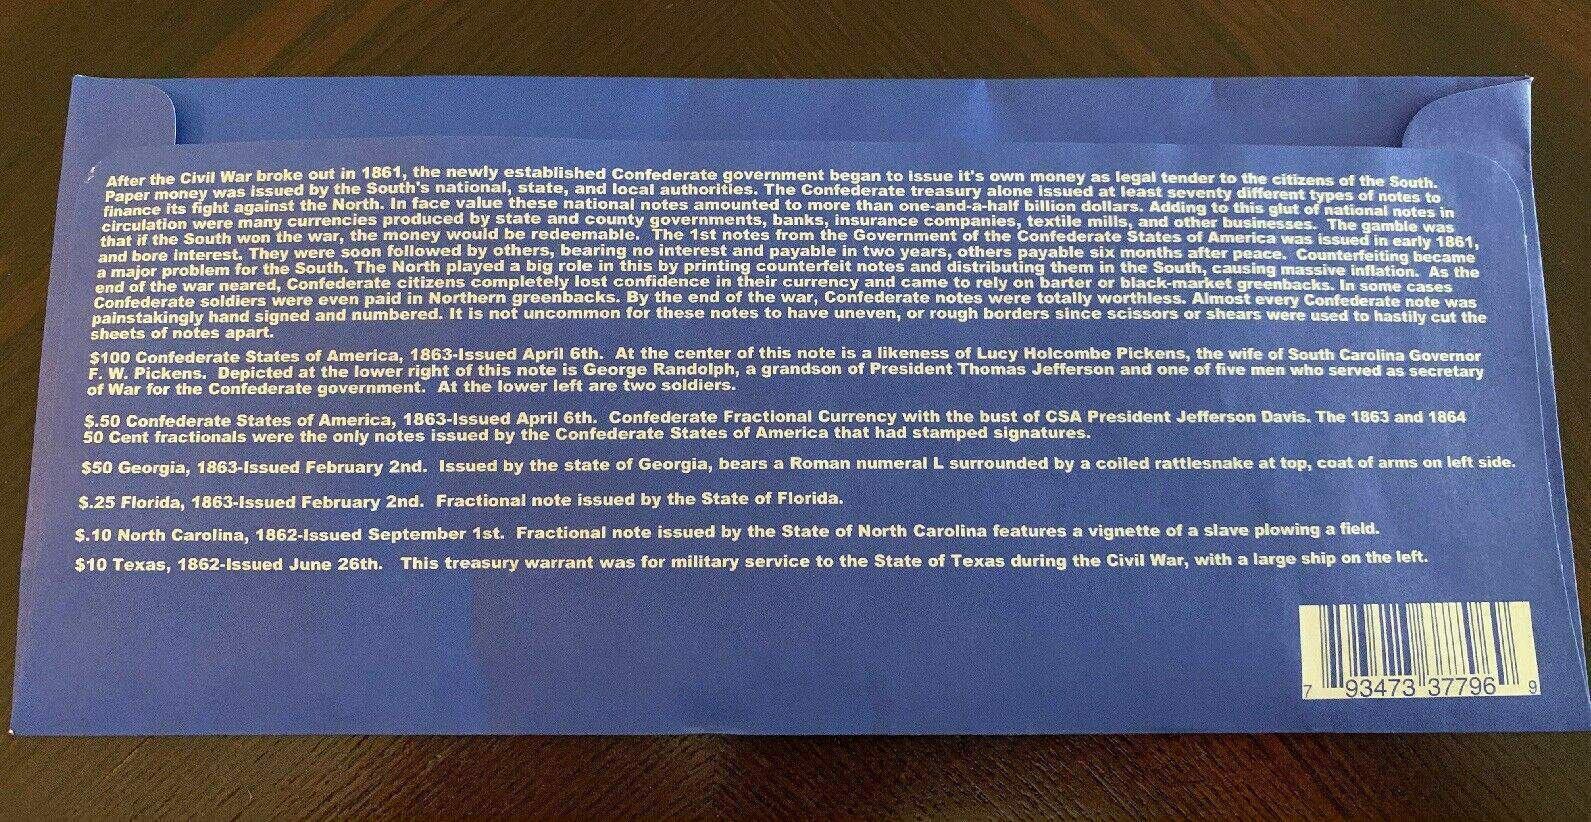 After the Civil War broke out in 1861, the newly established Confederate government began to issue it's own money as legal tender to the citizens of the South.
Paper money was issued by the South's national, state, and local authorities. The Confederate treasury alone issued at least seventy different types of notes to
finance its fight against the North. In face value these national notes amounted to more than one-and-a-half billion dollars. Adding to this glut of national notes in
circulation were many currencies produced by state and county governments, banks, insurance companies, textile mills, and other businesses. The gamble was
that if the South won the war, the money would be redeemable. The 1st notes from the Government of the Confederate States of America was issued in early 1861,
and bore interest. They were soon followed by others, bearing no interest and payable in two years, others payable six months after peace. Counterfeiting became
a major problem for the South. The North played a big role in this by printing counterfeit notes and distributing them in the South, causing massive inflation. As the
end of the war neared, Confederate citizens completely lost confidence in their currency and came to rely on barter or black-market greenbacks. In some cases
Confederate soldiers were even paid in Northern greenbacks. By the end of the war, Confederate notes were totally worthless. Almost every Confederate note was
painstakingly hand signed and numbered. It is not uncommon for these notes to have uneven, or rough borders since scissors or shears were used to hastily cut the
sheets of notes apart.
$100 Confederate States of America, 1863-Issued April 6th. At the center of this note is a likeness of Lucy Holcombe Pickens, the wife of South Carolina Governor
F. W. Pickens. Depicted at the lower right of this note is George Randolph, a grandson of President Thomas Jefferson and one of five men who served as secretary
of War for the Confederate government. At the lower left are two soldiers.
$.50 Confederate States of America, 1863-Issued April 6th. Confederate Fractional Currency with the bust of CSA President Jefferson Davis. The 1863 and 1864
50 Cent fractionals were the only notes issued by the Confederate States of America that had stamped signatures.
$50 Georgia, 1863-Issued February 2nd. Issued by the state of Georgia, bears a Roman numeral L surrounded by a coiled rattlesnake at top, coat of arms on left side.
$.25 Florida, 1863-Issued February 2nd. Fractional note issued by the State of Florida.
$.10 North Carolina, 1862-Issued September 1st. Fractional note issued by the State of North Carolina features a vignette of a slave plowing a field.
$10 Texas, 1862-Issued June 26th. This treasury warrant was for military service to the State of Texas during the Civil War, with a large ship on the left.
7 93473 37796 9